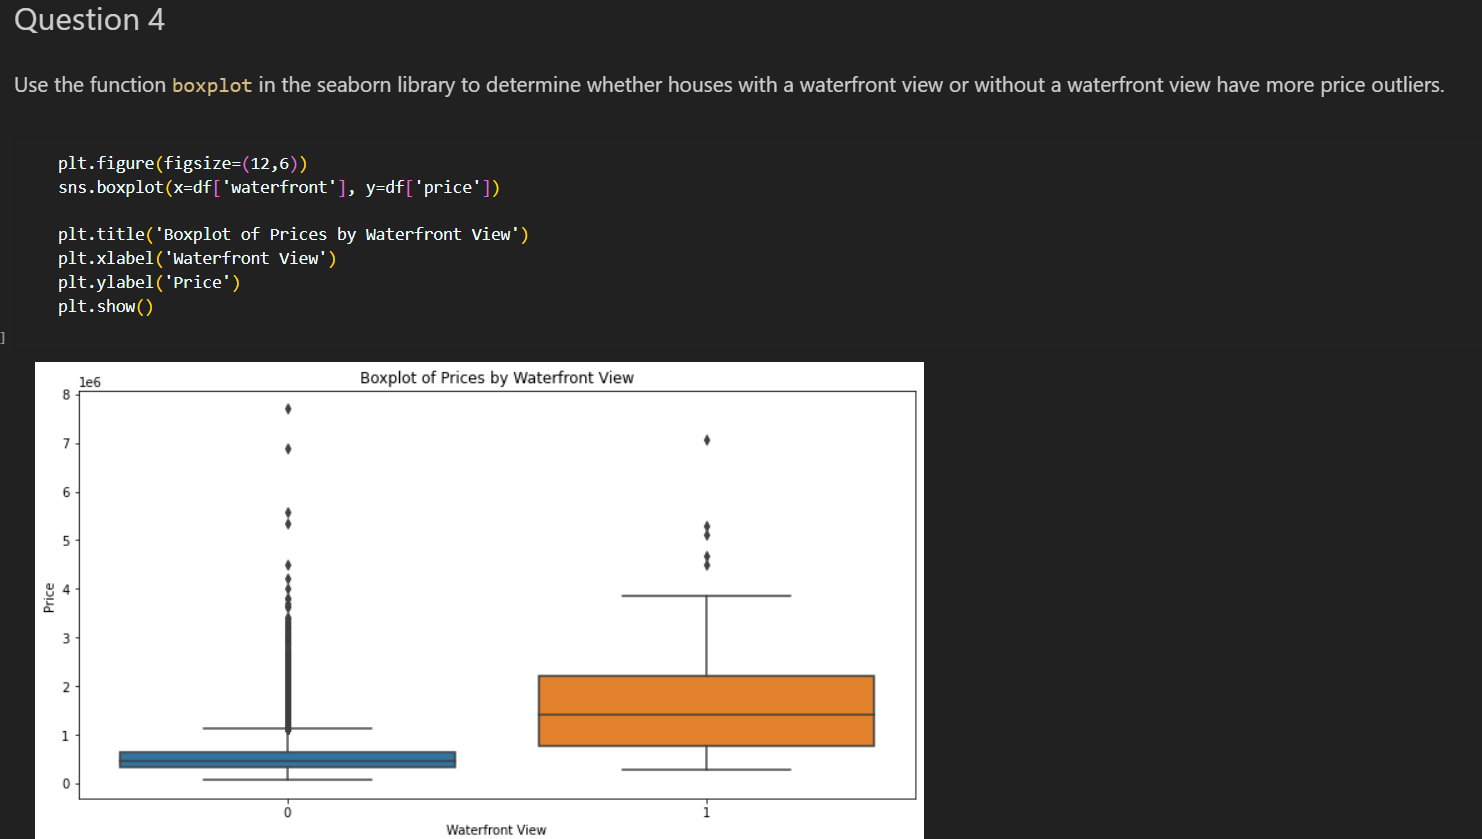 Question 4
Use the function boxplot in the seaborn library to determine whether houses with a waterfront view or without a waterfront view have more price outliers.
plt.figure(figsize=(12,6))
sns.boxplot(x=df['waterfront'], y=df['price'])
plt.title('Boxplot of Prices by Waterfront View')
plt.xlabel('Waterfront View')
plt.ylabel('Price')
plt.show()
]
Boxplot of Prices by Waterfront View
1e6
8
7
6
5
4
3
2
1
0
Price
0 1
Waterfront View